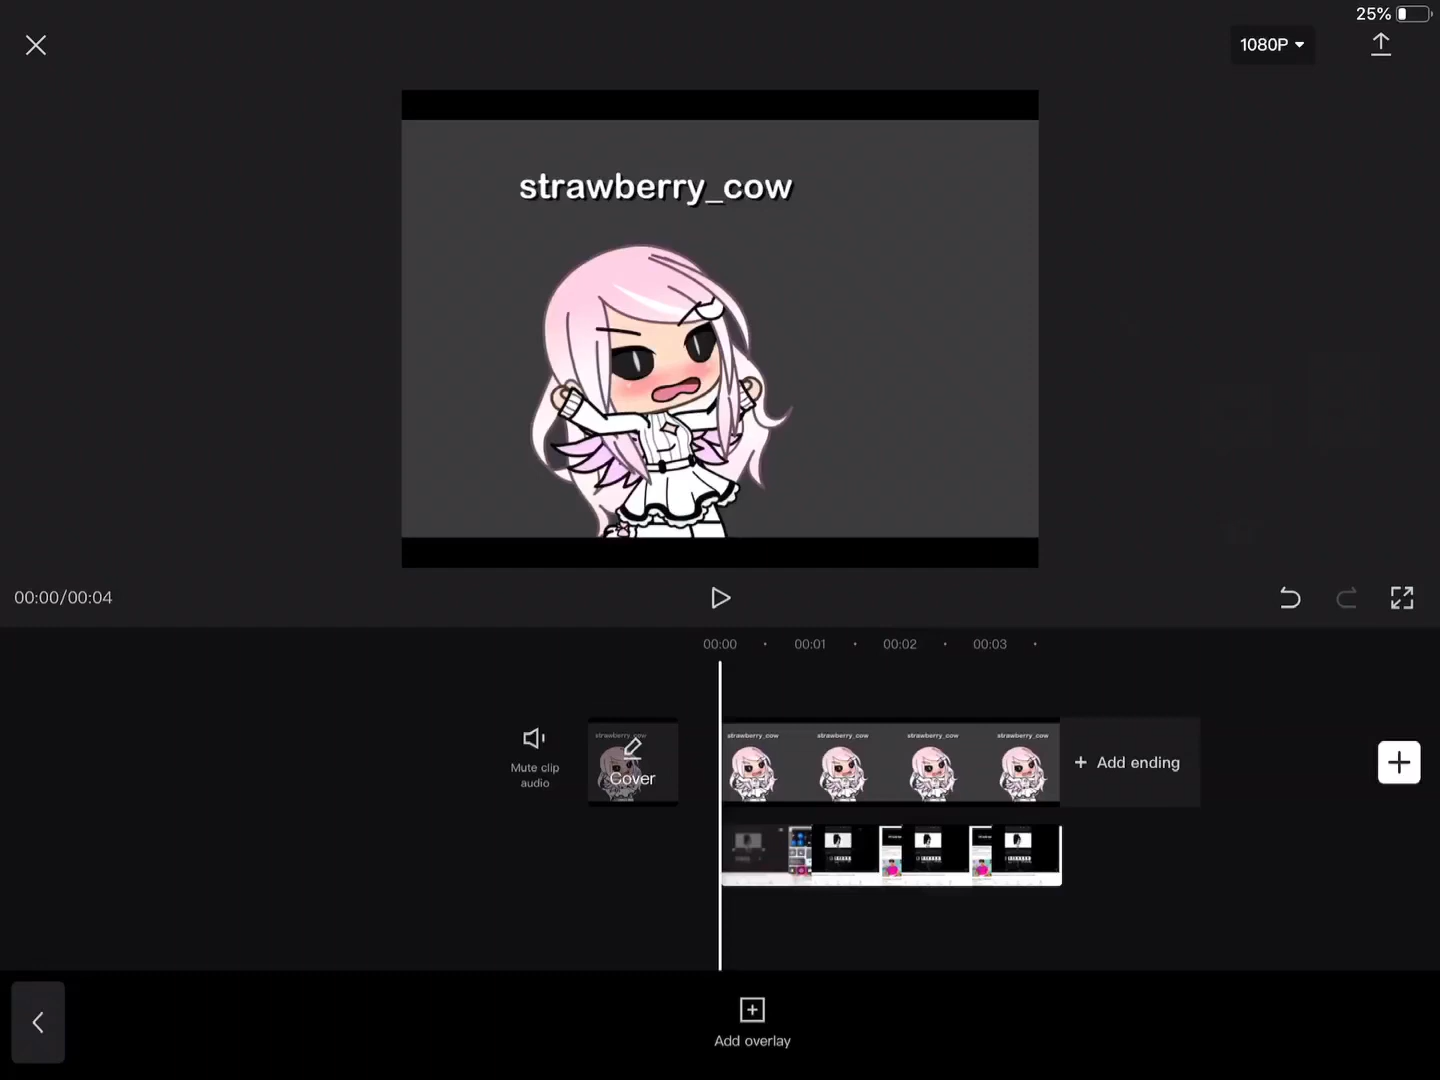 25%
1080P
strawberry_cow
00:00/00:04
00:00 00:01 00:02 00:03
strawberry_cow strawberry_cow strawberry_cow strawberry_cow strawberry_cow
Mute clip
audio
Cover
+ Add ending
Add overlay